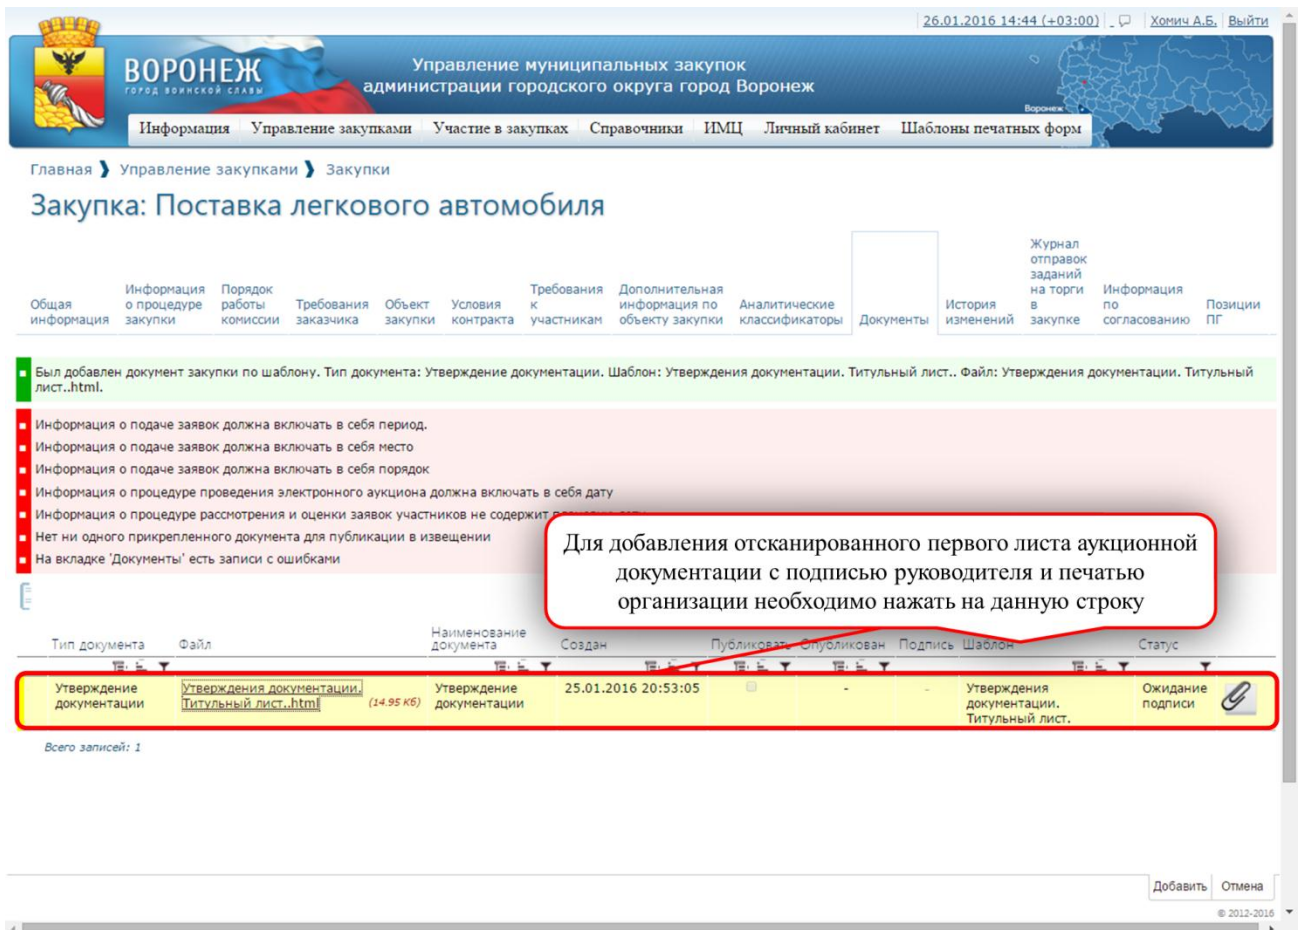 26.01.2016 14:44 (+03:00) Хомич А.Б. Выйти
ВОРОНЕЖ
ГОРОД ВОИНСКОЙ СЛАВЫ
Управление муниципальных закупок
администрации городского округа город Воронеж
Воронеж
Информация Управление закупками Участие в закупках Справочники ИМЦ Личный кабинет Шаблоны печатных форм
Главная ❱ Управление закупками ❱ Закупки
Закупка: Поставка легкового автомобиля
Общая
информация
Информация
о процедуре
закупки
Порядок
работы
комиссии
Требования
заказчика
Объект
закупки
Условия
контракта
Требования
к
участникам
Дополнительная
информация по
объекту закупки
Аналитические
классификаторы
Документы
История
изменений
Журнал
отправок
заданий
на торги
в
закупке
Информация
по
согласованию
Позиции
ПГ
Был добавлен документ закупки по шаблону. Тип документа: Утверждение документации. Шаблон: Утверждения документации. Титульный лист.. Файл: Утверждения документации. Титульный
лист..html.
Информация о подаче заявок должна включать в себя период.
Информация о подаче заявок должна включать в себя место
Информация о подаче заявок должна включать в себя порядок
Информация о процедуре проведения электронного аукциона должна включать в себя дату
Информация о процедуре рассмотрения и оценки заявок участников не содержит
Нет ни одного прикрепленного документа для публикации в извещении
На вкладке 'Документы' есть записи с ошибками
Для добавления отсканированного первого листа аукционной
документации с подписью руководителя и печатью
организации необходимо нажать на данную строку
Тип документа Файл Наименование документа Создан Публиковать Опубликован Подпись Шаблон Статус
Утверждение
документации
Утверждения документации.
Титульный лист..html (14.95 Кб)
Утверждение
документации
25.01.2016 20:53:05
-
-
Утверждения
документации.
Титульный лист.
Ожидание
подписи
Всего записей: 1
Добавить Отмена
© 2012-2016